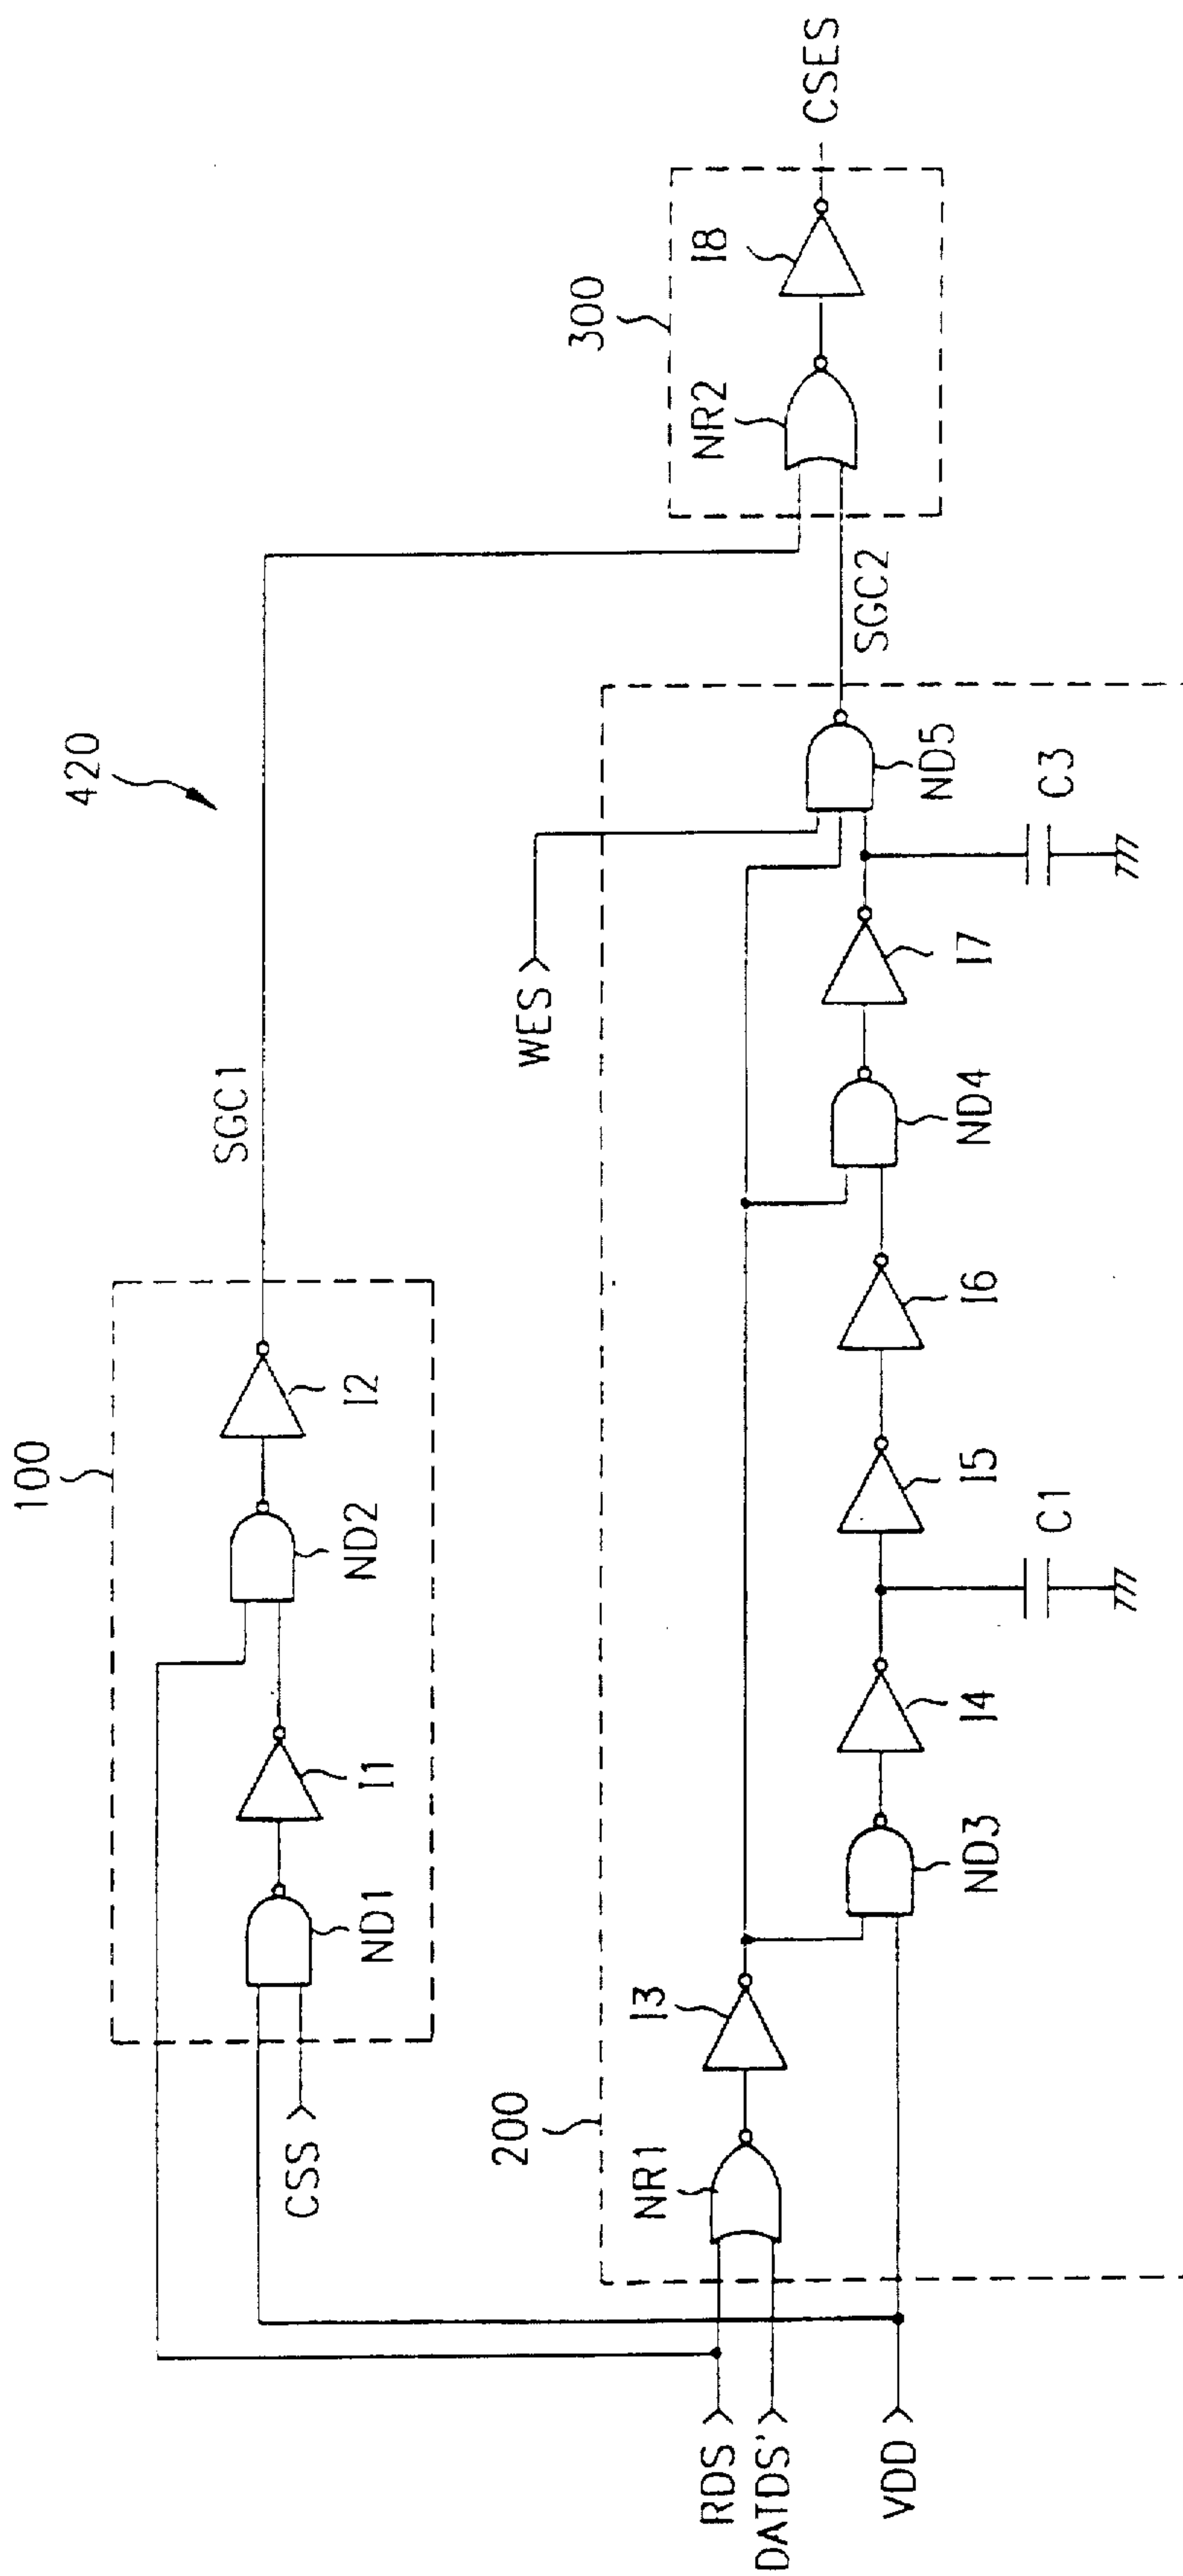 420
100
SGC1
ND1
I1
ND2
I2
CSS
300
NR2
I8
CSES
WES
SGC2
200
NR1
I3
RDS
DATDS'
VDD
ND3
I4
I5
I6
ND4
I7
ND5
C1
C3